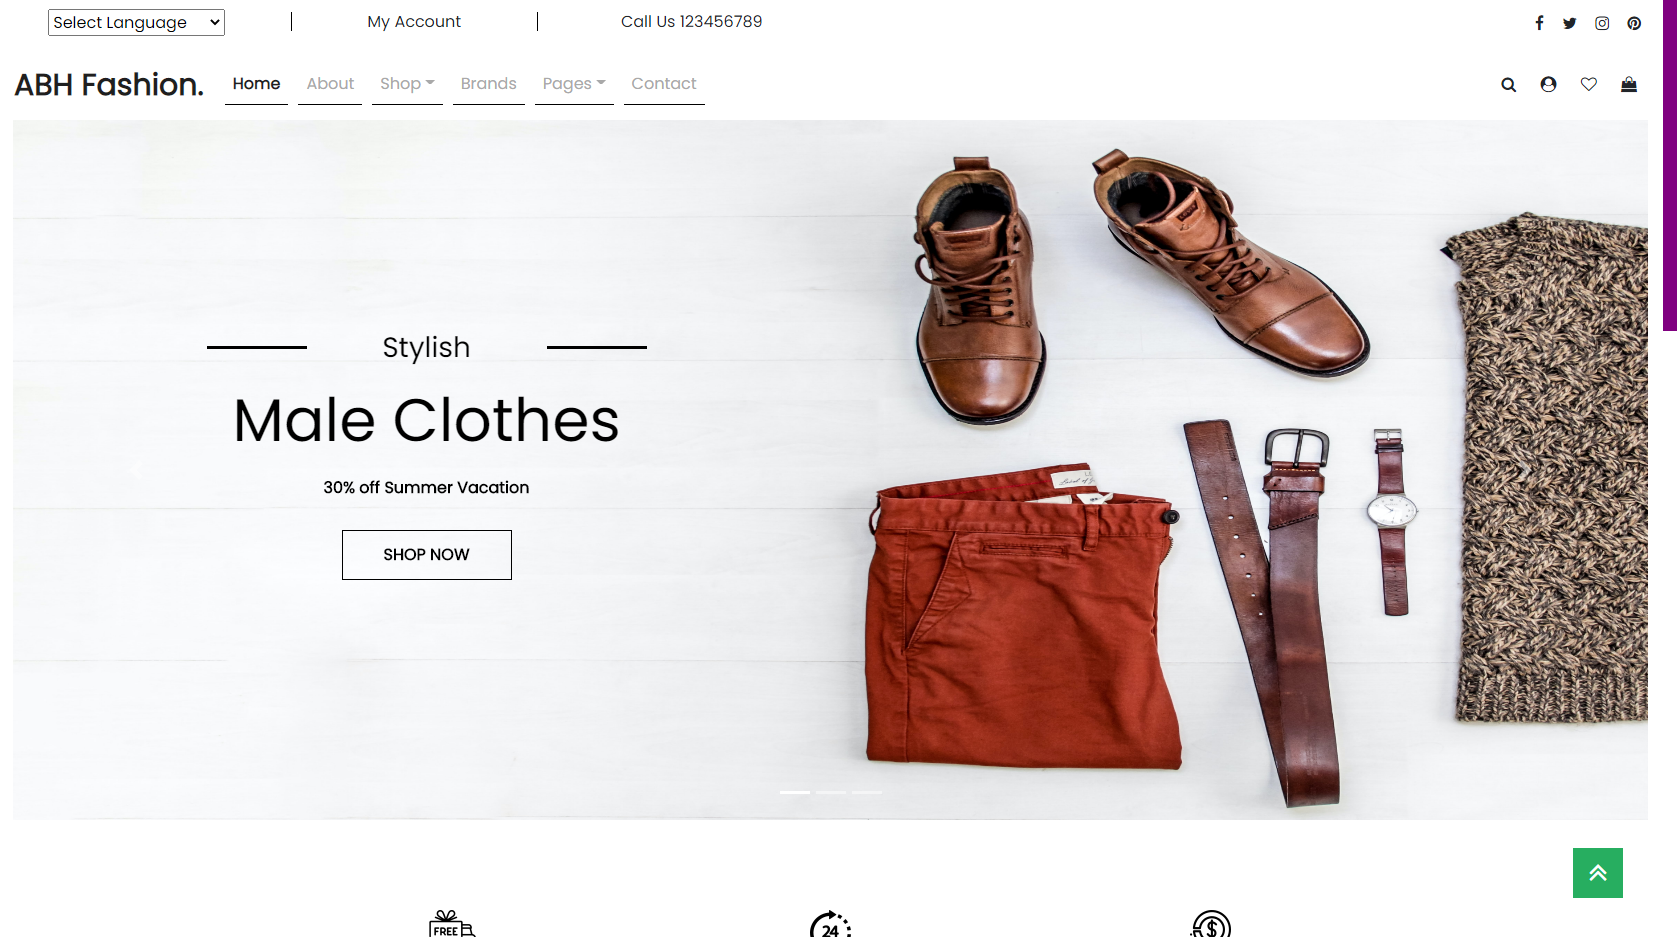 Select Language
My Account
Call Us 123456789
ABH Fashion.
Home
About
Shop
Brands
Pages
Contact
Stylish
Male Clothes
30% off Summer Vacation
SHOP NOW
FREE
24
$